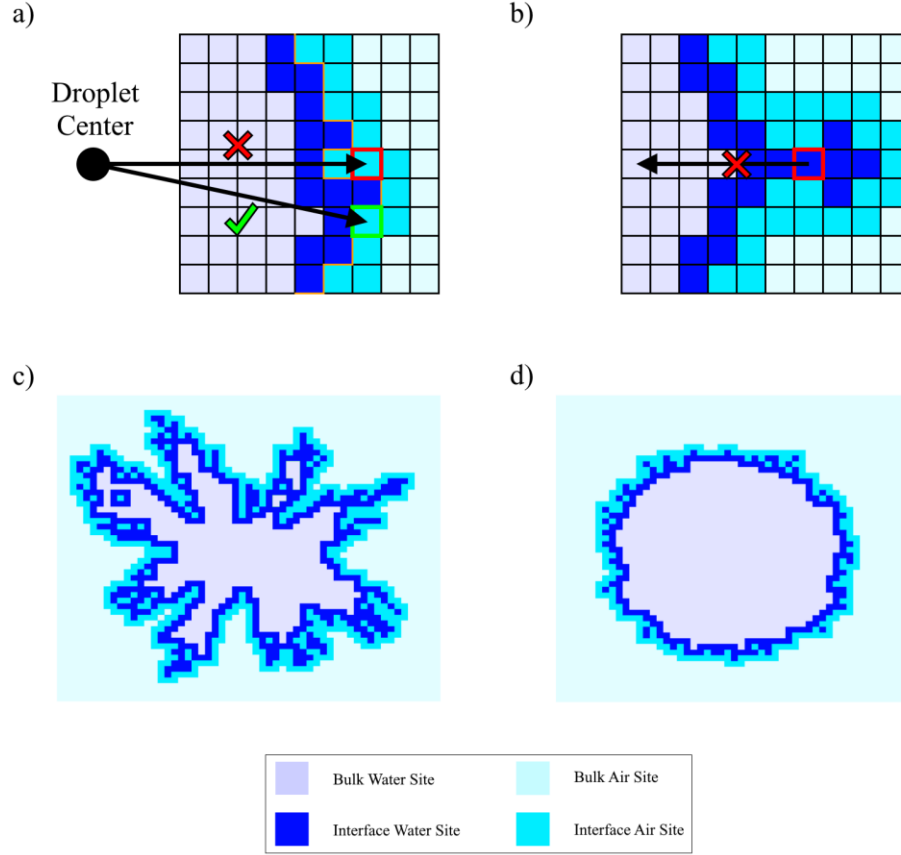 a)
b)
Droplet
Center
c)
d)
Bulk Water Site
Bulk Air Site
Interface Water Site
Interface Air Site